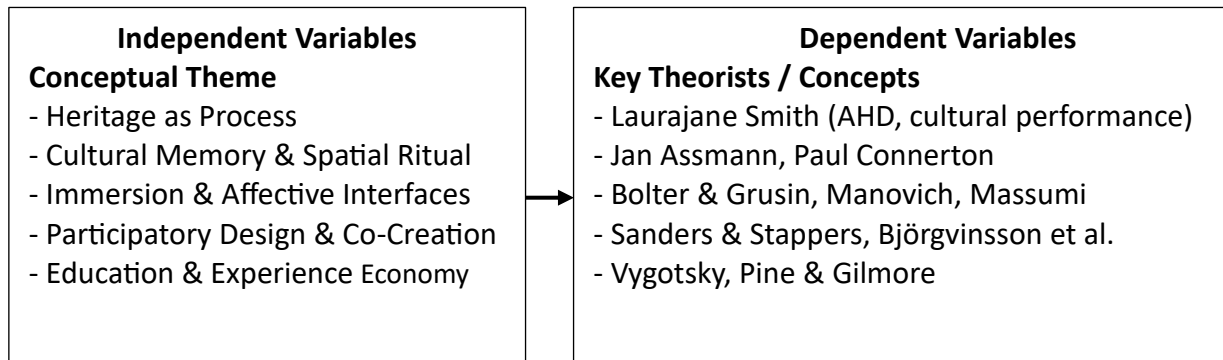 Independent Variables
Conceptual Theme
- Heritage as Process
- Cultural Memory & Spatial Ritual
- Immersion & Affective Interfaces
- Participatory Design & Co-Creation
- Education & Experience Economy
Dependent Variables
Key Theorists / Concepts
- Laurajane Smith (AHD, cultural performance)
- Jan Assmann, Paul Connerton
- Bolter & Grusin, Manovich, Massumi
- Sanders & Stappers, Björgvinsson et al.
- Vygotsky, Pine & Gilmore